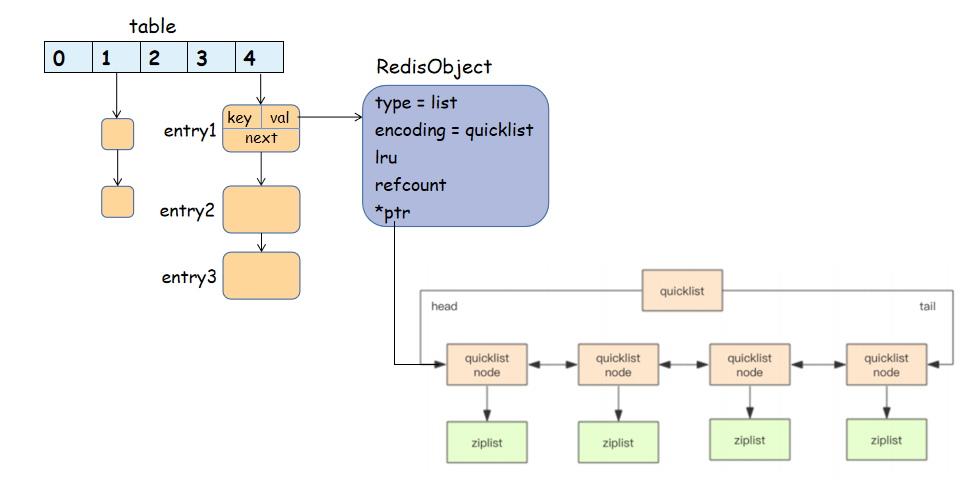 table
0 1 2 3 4
RedisObject
type = list
encoding = quicklist
lru
refcount
*ptr
entry1
key val
next
entry2
entry3
quicklist
head
tail
quicklist
node
quicklist
node
quicklist
node
quicklist
node
ziplist
ziplist
ziplist
ziplist